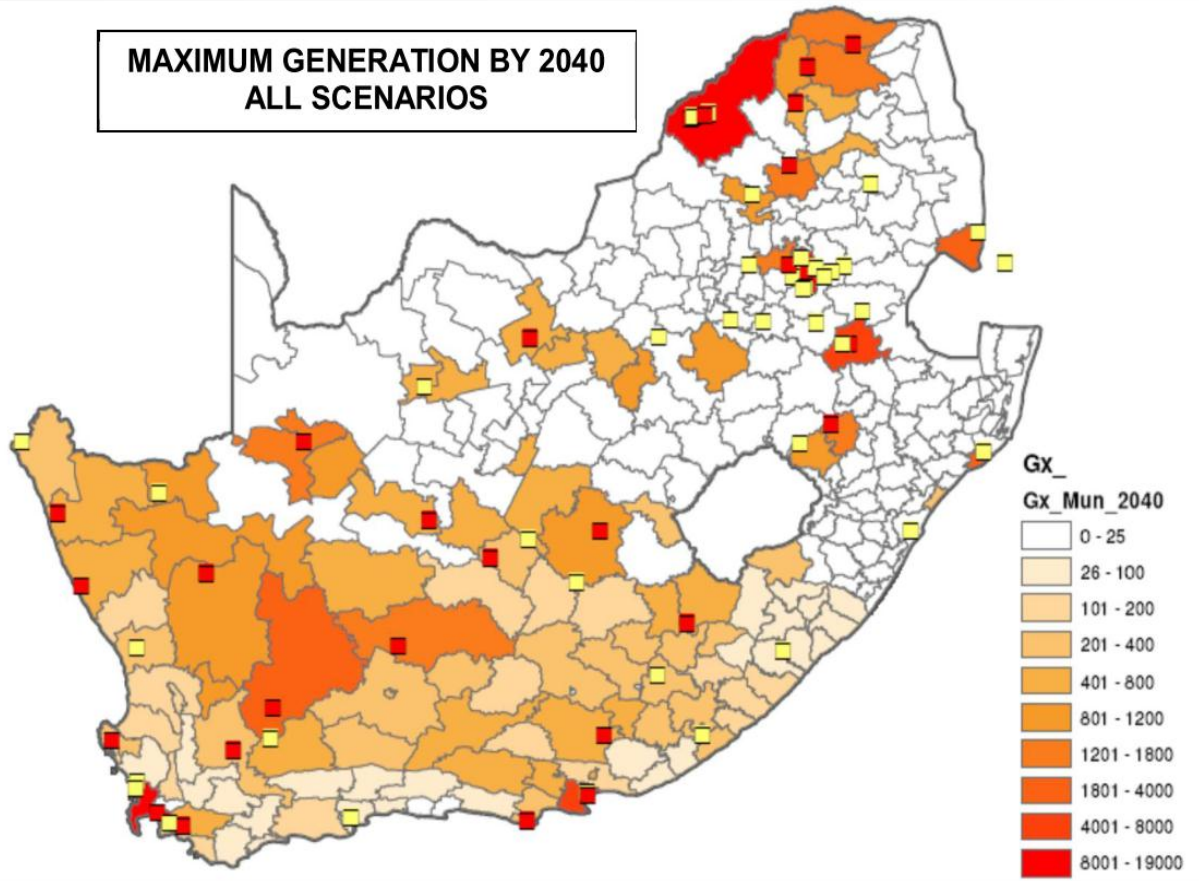 MAXIMUM GENERATION BY 2040
ALL SCENARIOS
Gx_
Gx_Mun_2040
0 - 25
26 - 100
101 - 200
201 - 400
401 - 800
801 - 1200
1201 - 1800
1801 - 4000
4001 - 8000
8001 - 19000